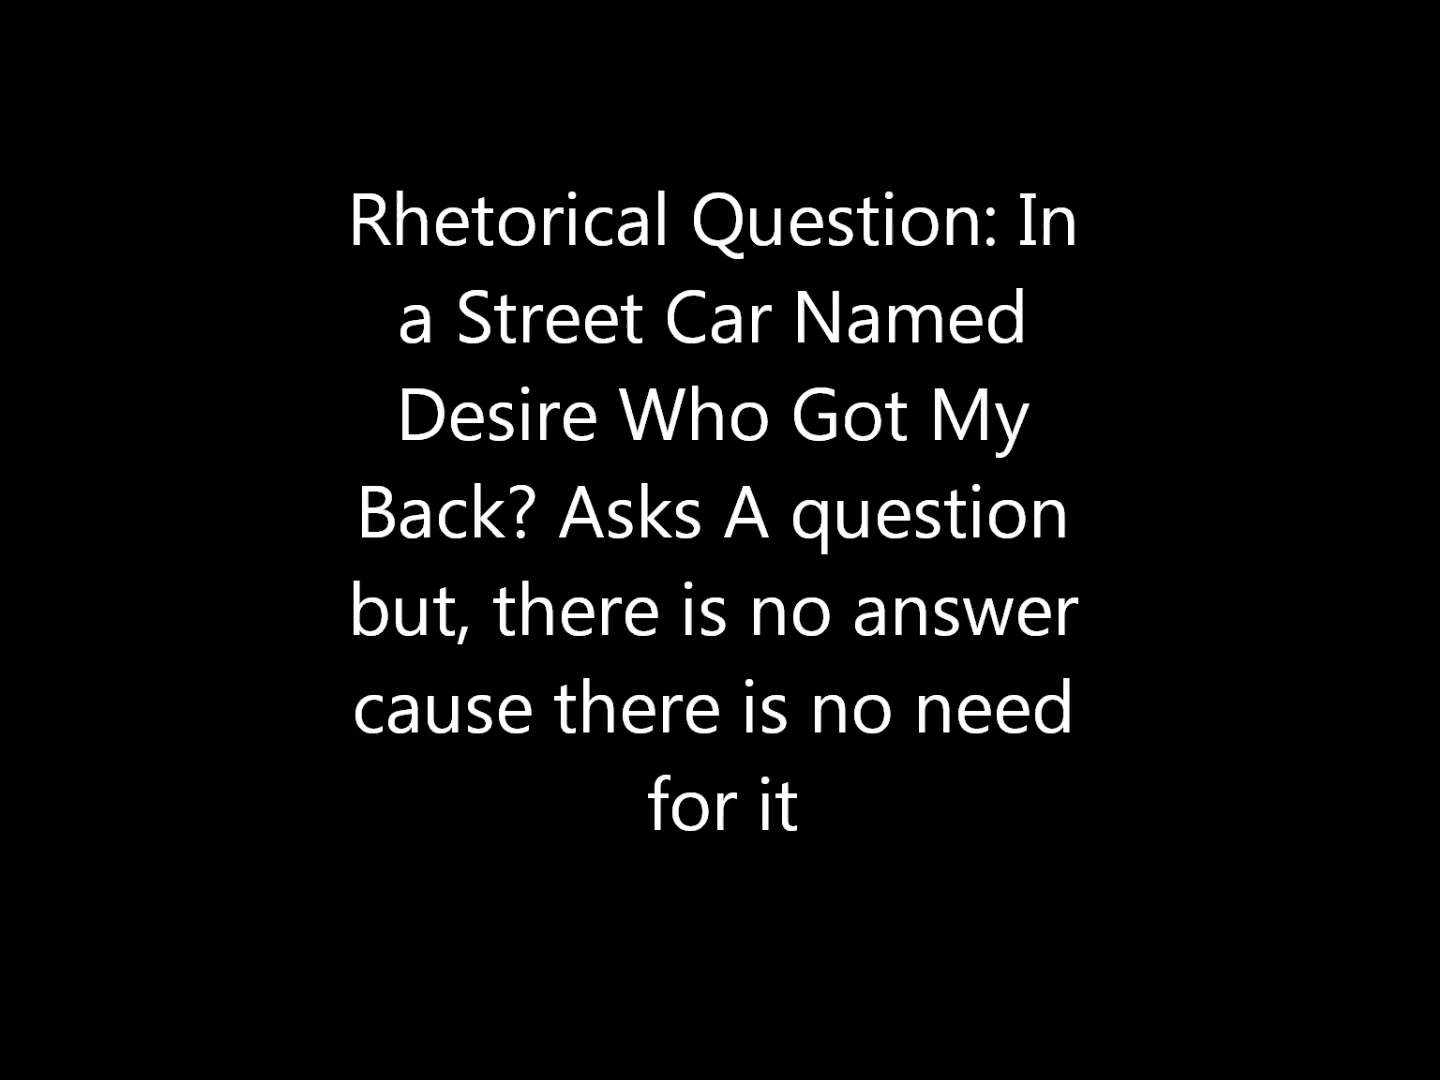 Rhetorical Question: In
a Street Car Named
Desire Who Got My
Back? Asks A question
but, there is no answer
cause there is no need
for it